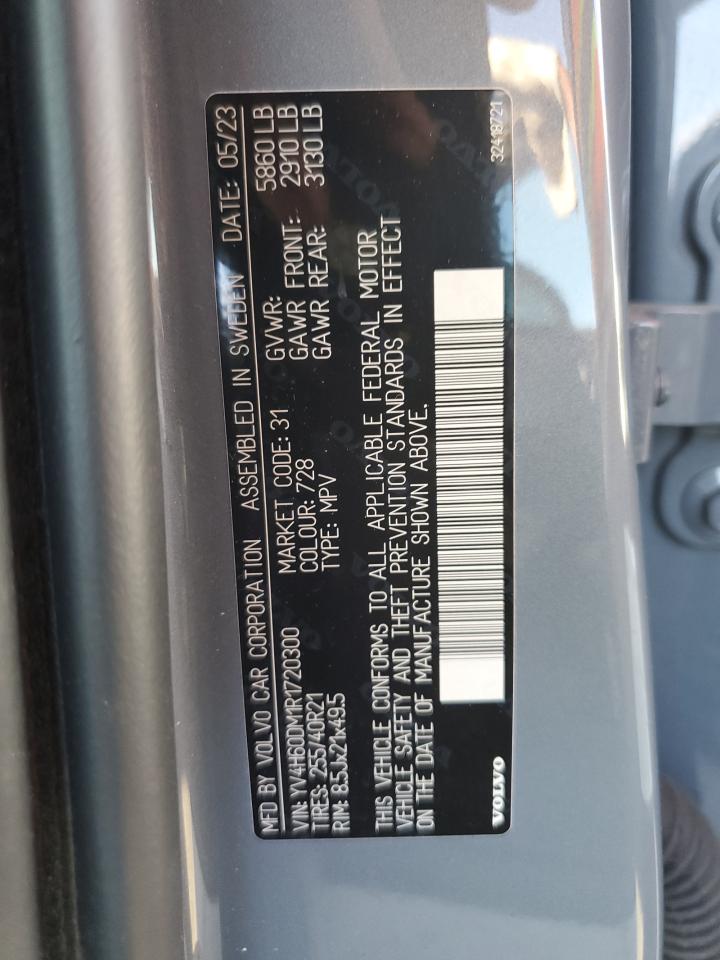 MFD BY VOLVO CAR CORPORATION ASSEMBLED IN SWEDEN DATE: 05/23
VIN: YV4H60DM1R1720300 MARKET CODE: 31 GVWR: 5860 LB
TIRES: 255/40R21 COLOUR: 728 GAWR FRONT: 2910 LB
RIM: 8.5Jx21x49.5 TYPE: MPV GAWR REAR: 3130 LB
THIS VEHICLE CONFORMS TO ALL APPLICABLE FEDERAL MOTOR
VEHICLE SAFETY AND THEFT PREVENTION STANDARDS IN EFFECT
ON THE DATE OF MANUFACTURE SHOWN ABOVE.
VOLVO 32418721